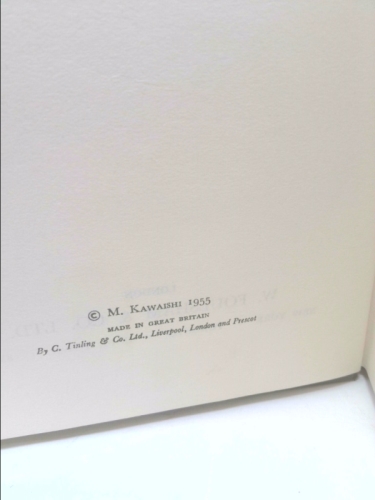 © M. KAWAISHI 1955
MADE IN GREAT BRITAIN
By C. Tinling & Co. Ltd., Liverpool, London and Prescot